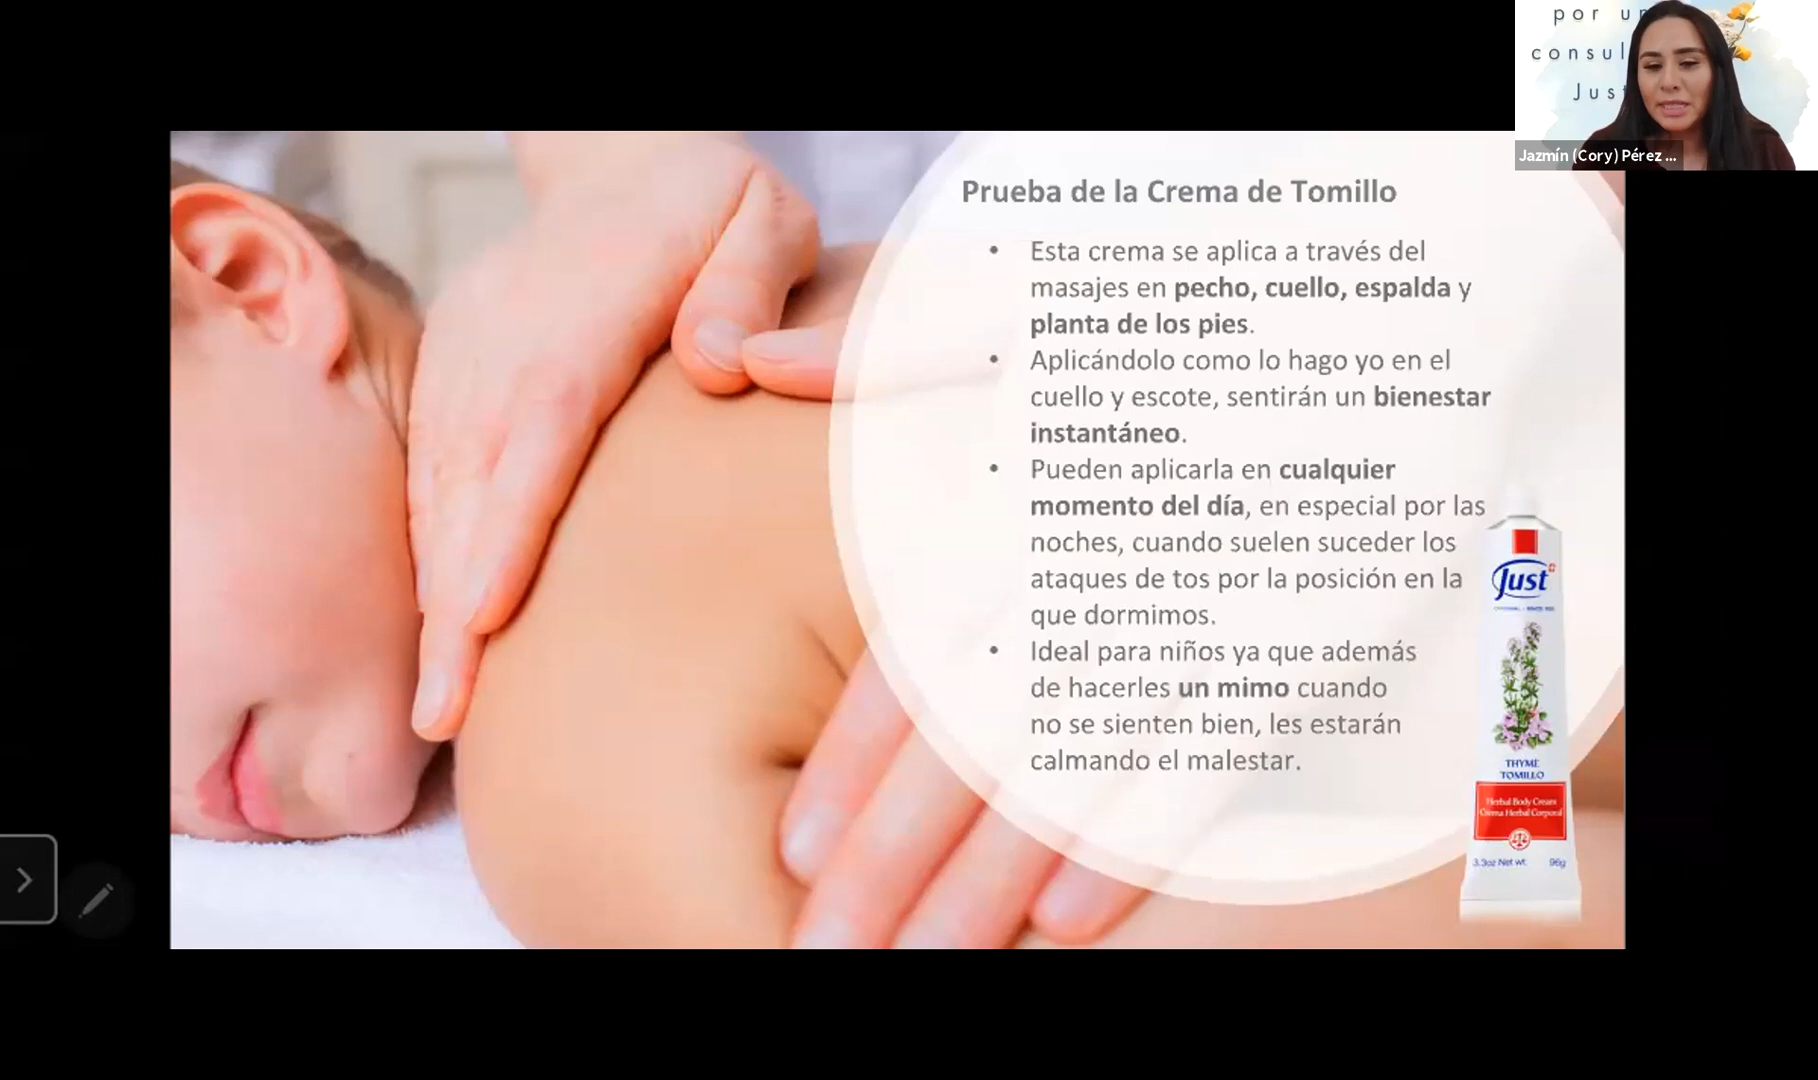 por un
consul
Just
Jazmín (Cory) Pérez ...
Prueba de la Crema de Tomillo
• Esta crema se aplica a través del
masajes en pecho, cuello, espalda y
planta de los pies.
• Aplicándolo como lo hago yo en el
cuello y escote, sentirán un bienestar
instantáneo.
• Pueden aplicarla en cualquier
momento del día, en especial por las
noches, cuando suelen suceder los
ataques de tos por la posición en la
que dormimos.
• Ideal para niños ya que además
de hacerles un mimo cuando
no se sienten bien, les estarán
calmando el malestar.
Just
THYME
TOMILLO
Herbal Body Cream
Crema Herbal Corporal
3.3oz Net wt. 96g